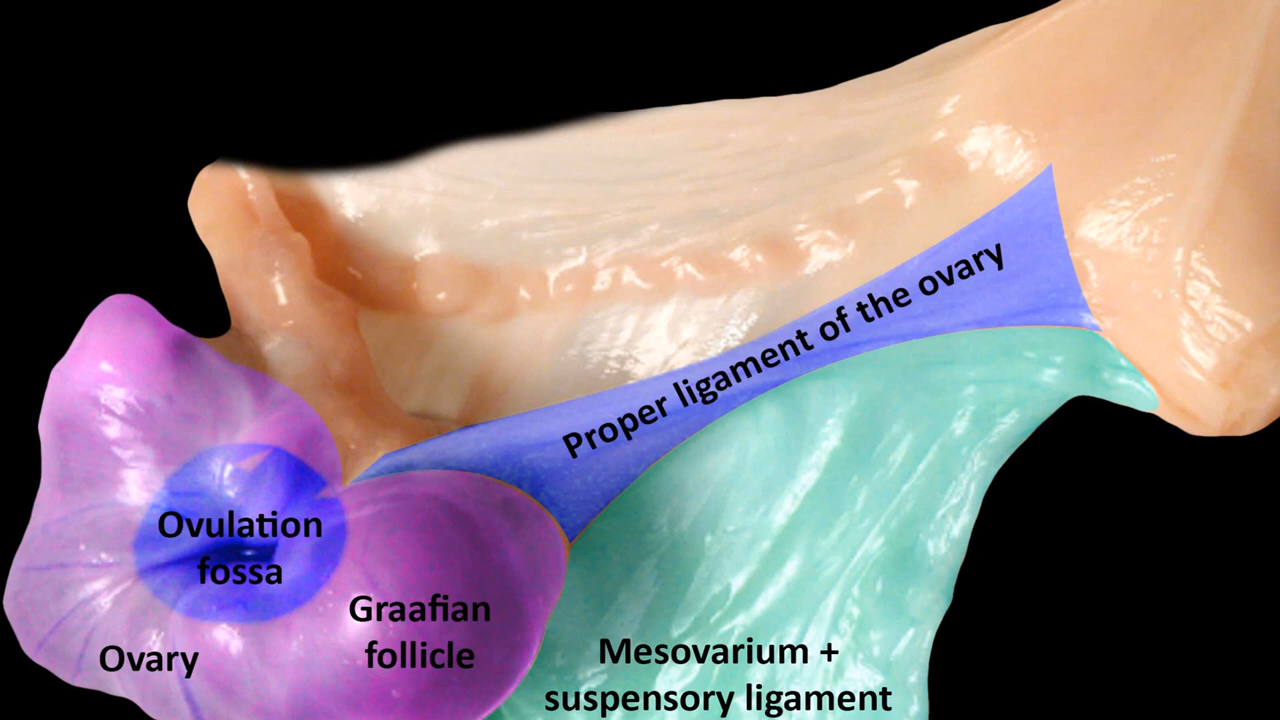 Proper ligament of the ovary
Ovulation
fossa
Graafian
follicle
Ovary
Mesovarium +
suspensory ligament